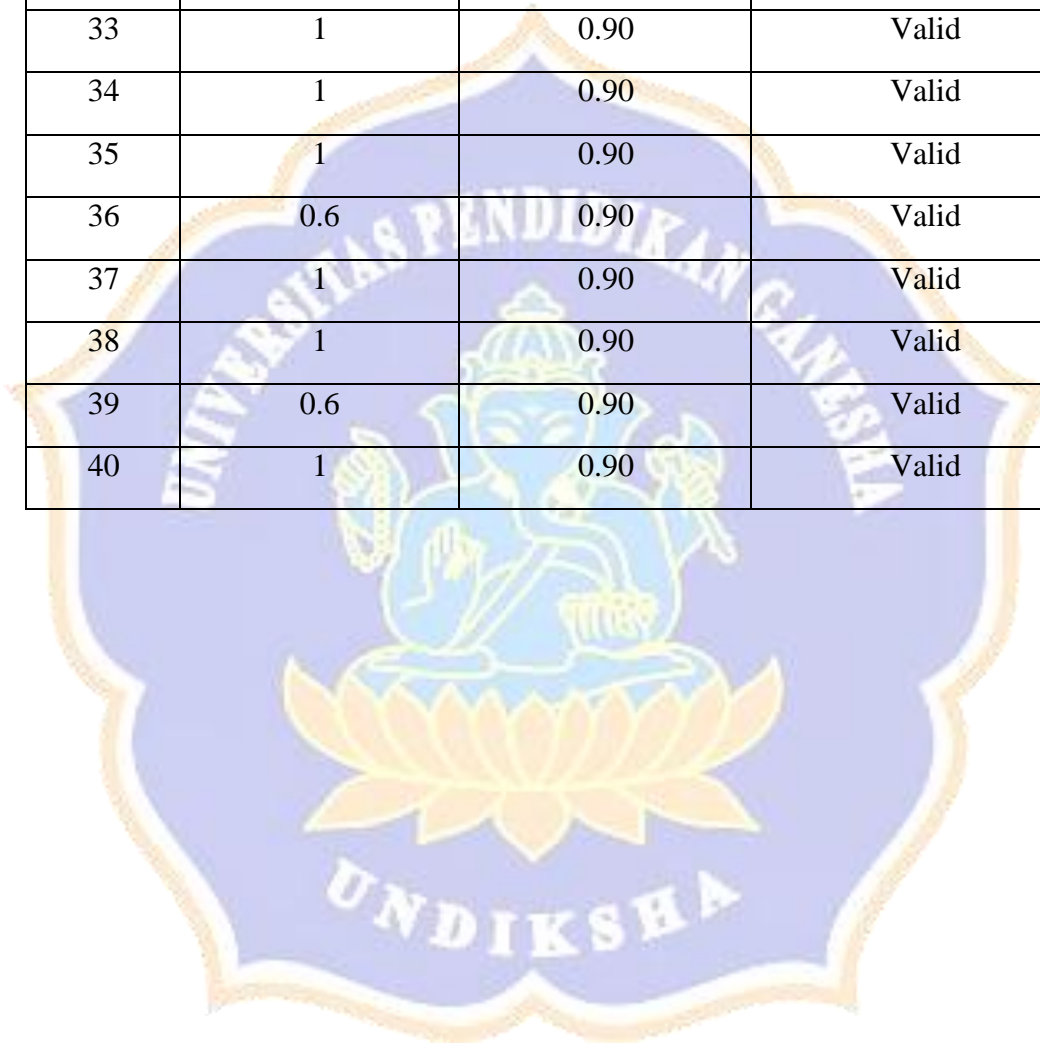 33 1 0.90 Valid
34 1 0.90 Valid
35 1 0.90 Valid
36 0.6 0.90 Valid
37 1 0.90 Valid
38 1 0.90 Valid
39 0.6 0.90 Valid
40 1 0.90 Valid
UNIVERSITAS PENDIDIKAN GANESHA
UNDIKSHA